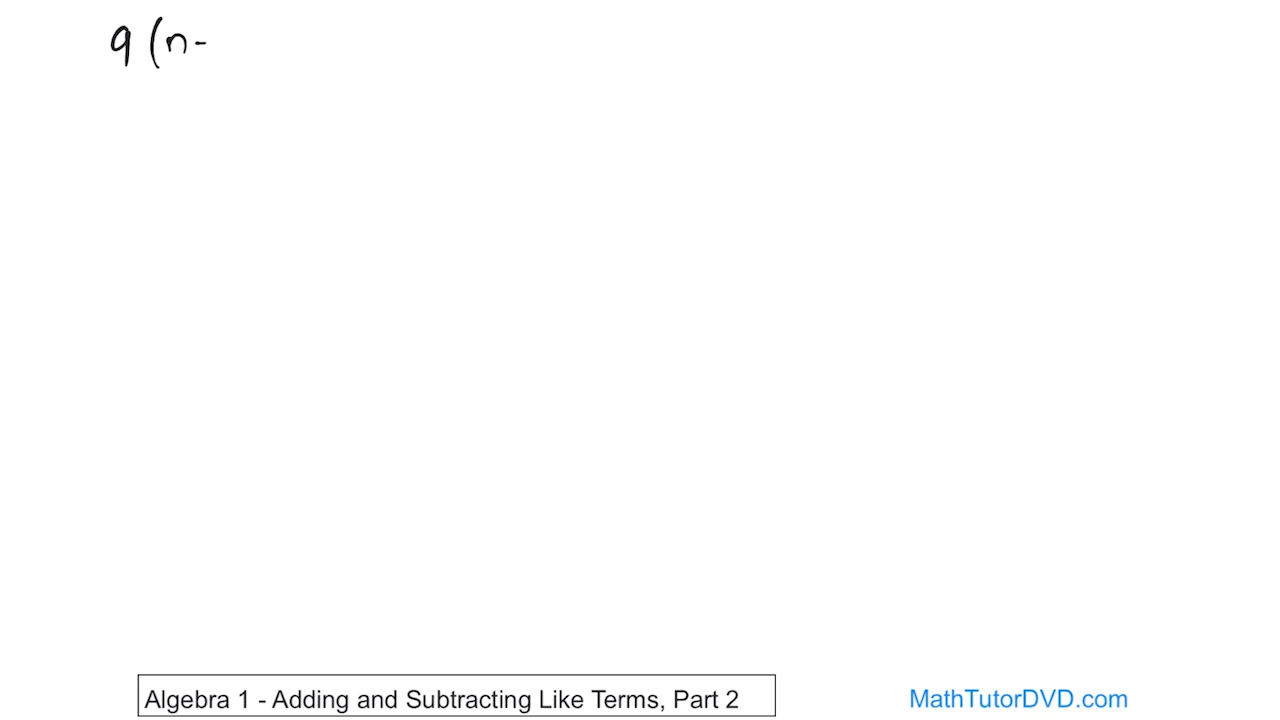 9 (n-
Algebra 1 - Adding and Subtracting Like Terms, Part 2
MathTutorDVD.com